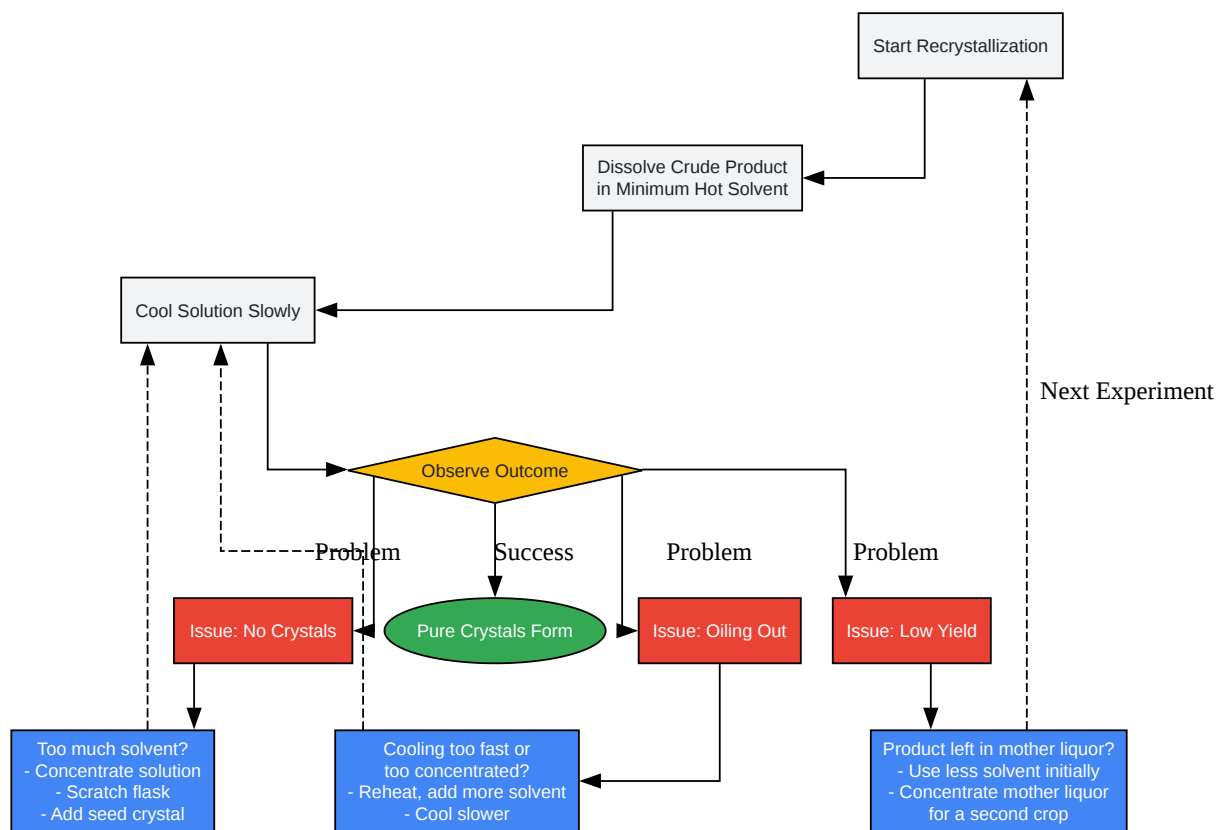 Start Recrystallization
Dissolve Crude Product
in Minimum Hot Solvent
Cool Solution Slowly
Next Experiment
Observe Outcome
Problem
Success
Problem
Problem
Issue: No Crystals
Pure Crystals Form
Issue: Oiling Out
Issue: Low Yield
Too much solvent?
- Concentrate solution
- Scratch flask
- Add seed crystal
Cooling too fast or
too concentrated?
- Reheat, add more solvent
- Cool slower
Product left in mother liquor?
- Use less solvent initially
- Concentrate mother liquor
for a second crop